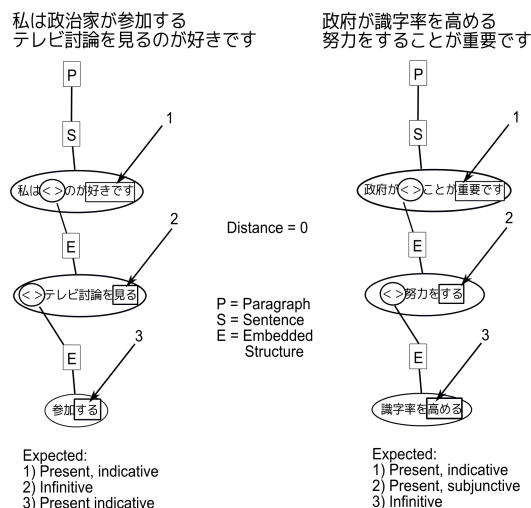 私は政治家が参加する
テレビ討論を見るのが好きです
P
S
1
私は< >のが好きです
E
2
< >テレビ討論を見る
E
3
参加する
Expected:
1) Present, indicative
2) Infinitive
3) Present indicative
Distance = 0
P = Paragraph
S = Sentence
E = Embedded
Structure
政府が識字率を高める
努力をすることが重要です
P
S
1
政府が< >ことが重要です
E
2
< >努力をする
E
3
識字率を高める
Expected:
1) Present, indicative
2) Present, subjunctive
3) Infinitive